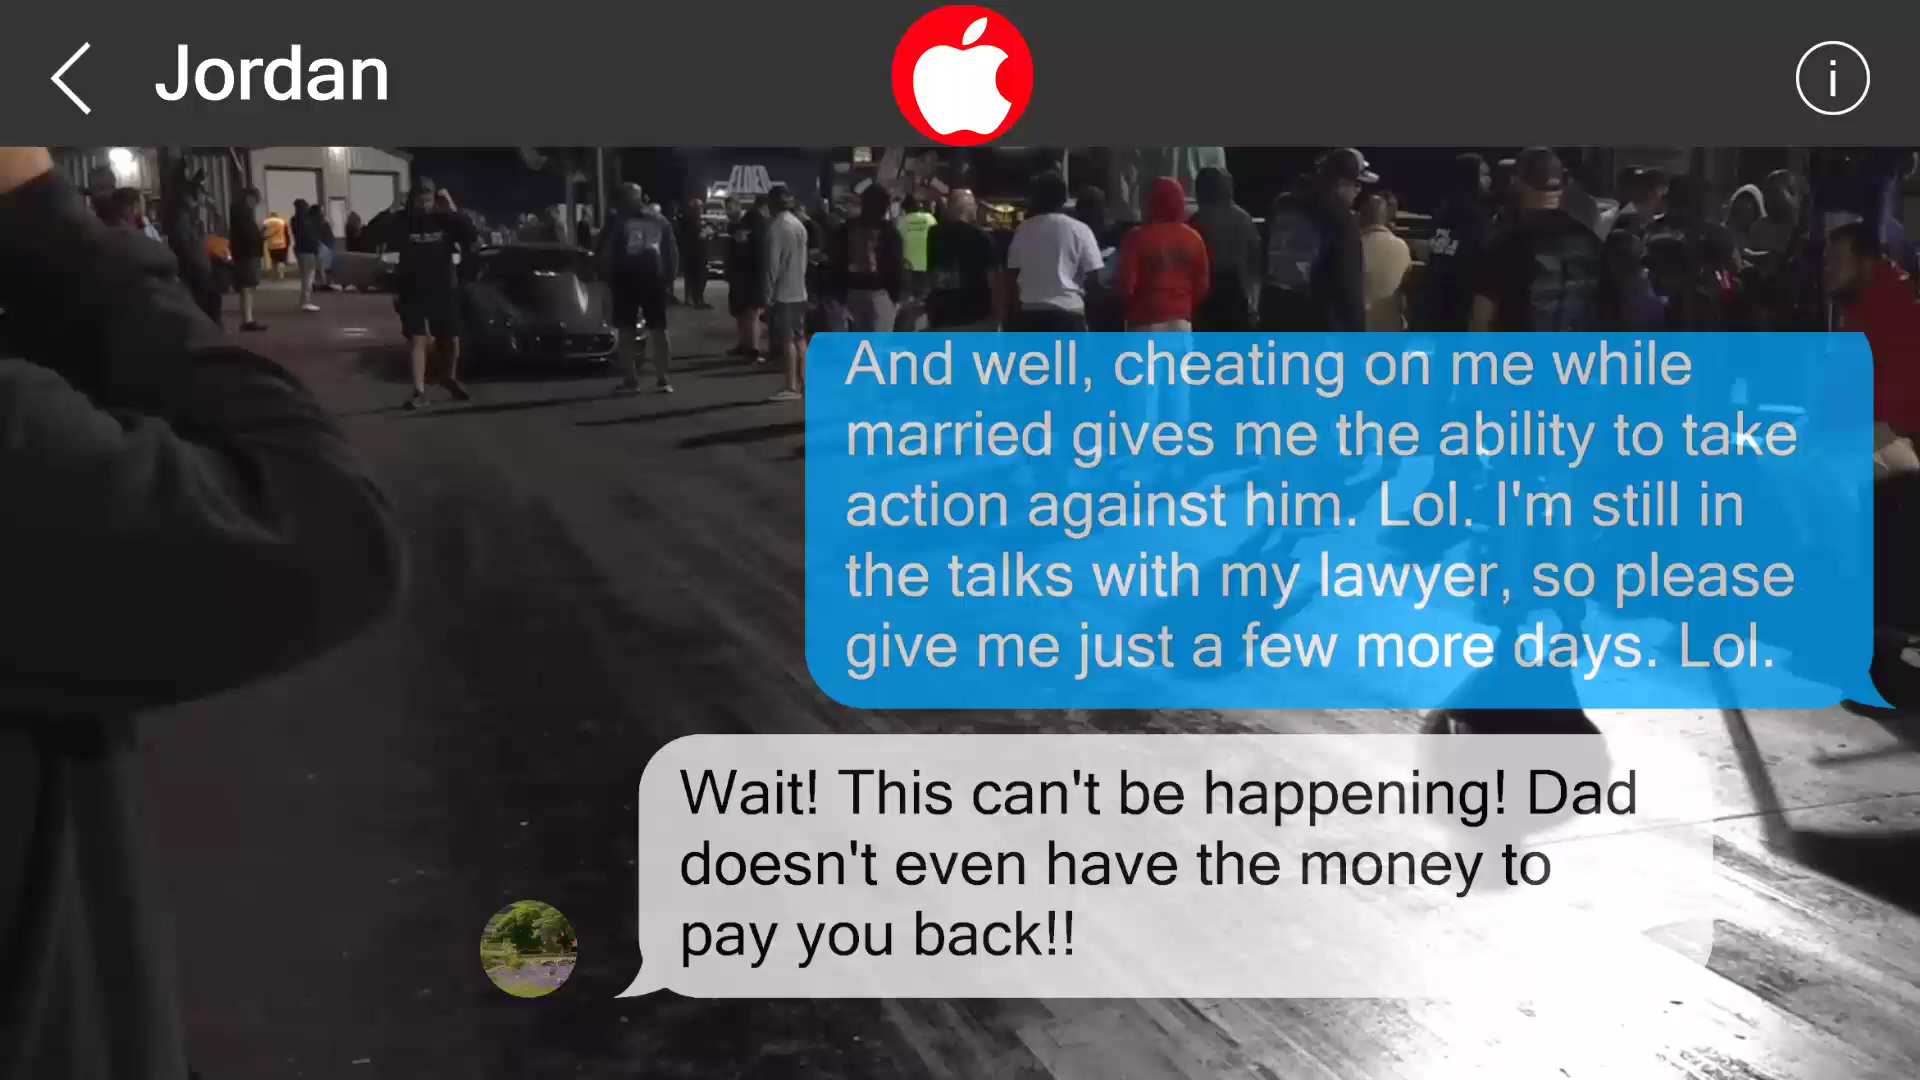 Jordan
i
And well, cheating on me while
married gives me the ability to take
action against him. Lol. I'm still in
the talks with my lawyer, so please
give me just a few more days. Lol.
Wait! This can't be happening! Dad
doesn't even have the money to
pay you back!!